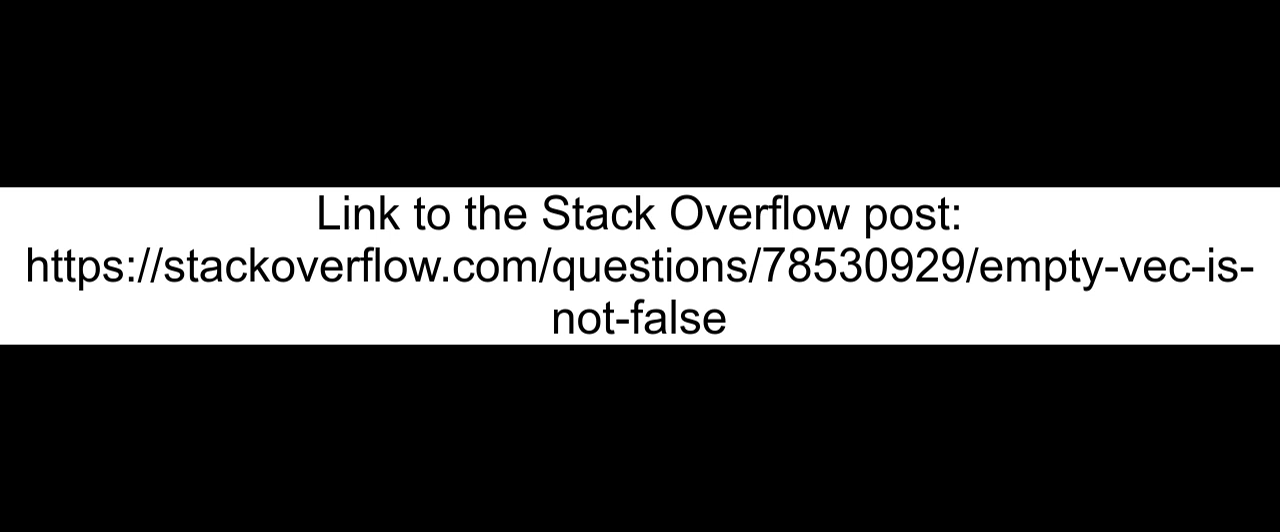 Link to the Stack Overflow post:
https://stackoverflow.com/questions/78530929/empty-vec-is-
not-false